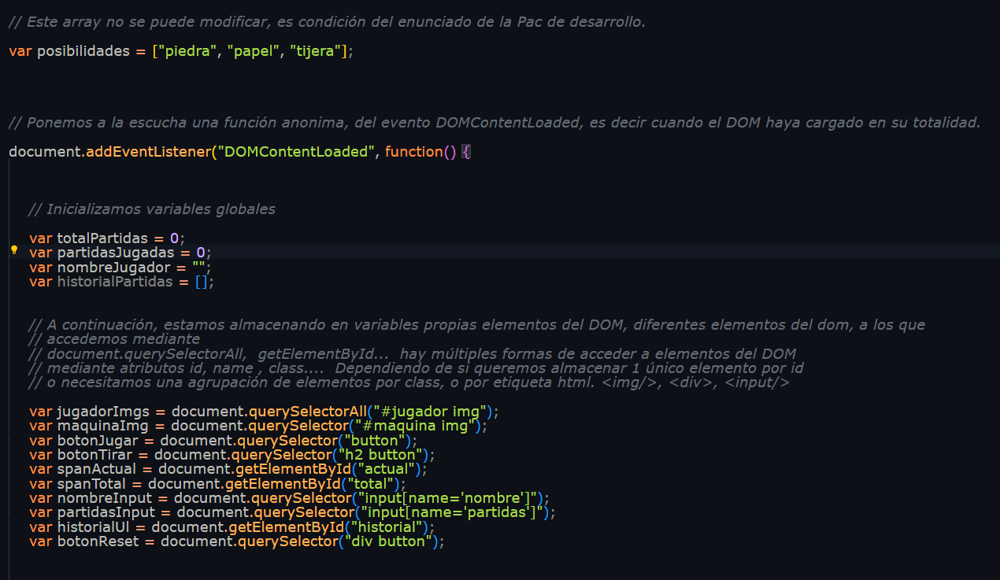 // Este array no se puede modificar, es condición del enunciado de la Pac de desarrollo.
var posibilidades = ["piedra", "papel", "tijera"];
// Ponemos a la escucha una función anonima, del evento DOMContentLoaded, es decir cuando el DOM haya cargado en su totalidad.
document.addEventListener("DOMContentLoaded", function() {
// Inicializamos variables globales
var totalPartidas = 0;
var partidasJugadas = 0;
var nombreJugador = "";
var historialPartidas = [];
// A continuación, estamos almacenando en variables propias elementos del DOM, diferentes elementos del dom, a los que
// accedemos mediante
// document.querySelectorAll,  getElementById...  hay múltiples formas de acceder a elementos del DOM
// mediante atributos id, name , class....  Dependiendo de si queremos almacenar 1 único elemento por id
// o necesitamos una agrupación de elementos por class, o por etiqueta html. <img/>, <div>, <input/>
var jugadorImgs = document.querySelectorAll("#jugador img");
var maquinaImg = document.querySelector("#maquina img");
var botonJugar = document.querySelector("button");
var botonTirar = document.querySelector("h2 button");
var spanActual = document.getElementById("actual");
var spanTotal = document.getElementById("total");
var nombreInput = document.querySelector("input[name='nombre']");
var partidasInput = document.querySelector("input[name='partidas']");
var historialUl = document.getElementById("historial");
var botonReset = document.querySelector("div button");